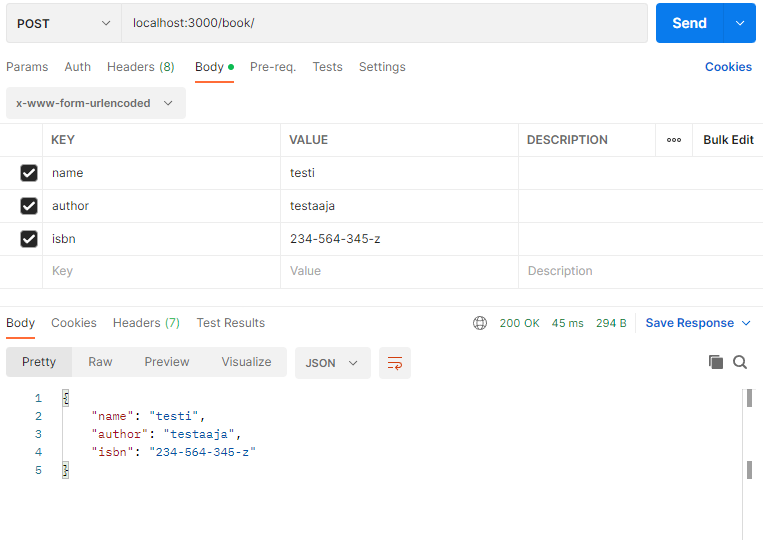 POST localhost:3000/book/ Send
Params Auth Headers (8) Body Pre-req. Tests Settings Cookies
x-www-form-urlencoded
KEY VALUE DESCRIPTION ooo Bulk Edit
name testi
author testaaja
isbn 234-564-345-z
Key Value Description
Body Cookies Headers (7) Test Results 200 OK 45 ms 294 B Save Response
Pretty Raw Preview Visualize JSON
1 {
2 "name": "testi",
3 "author": "testaaja",
4 "isbn": "234-564-345-z"
5 }